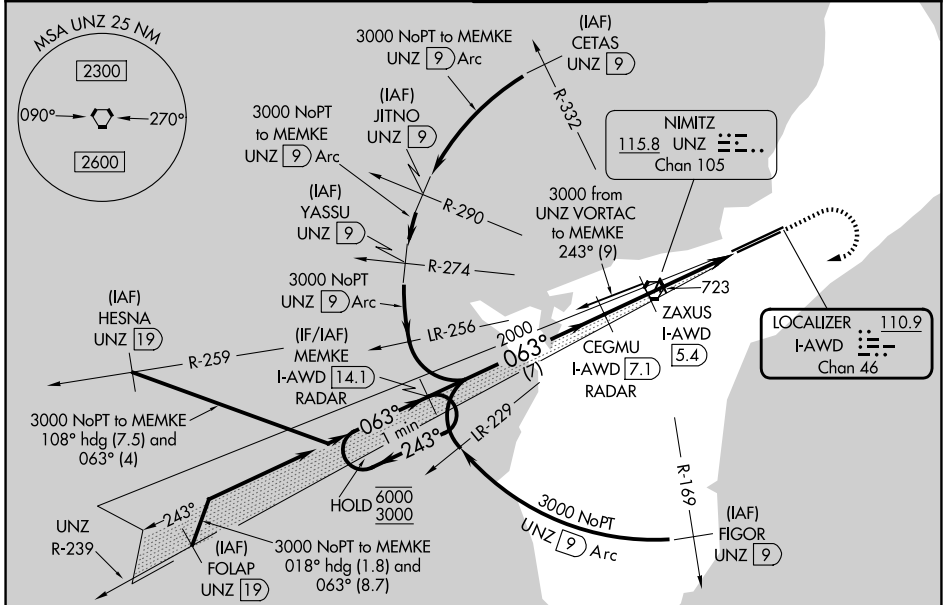 MSA UNZ 25 NM
2300
090°
270°
2600
3000 NoPT to MEMKE
UNZ 9 Arc
(IAF)
CETAS
UNZ 9
R-332
(IAF)
JITNO
UNZ 9
3000 NoPT
to MEMKE
UNZ 9 Arc
R-290
NIMITZ
115.8 UNZ
Chan 105
(IAF)
YASSU
UNZ 9
R-274
3000 from
UNZ VORTAC
to MEMKE
243° (9)
3000 NoPT
UNZ 9 Arc
723
ZAXUS
I-AWD
5.4
LOCALIZER 110.9
I-AWD
Chan 46
(IAF)
HESNA
UNZ 19
R-259
LR-256
2000
063°
(7)
CEGMU
I-AWD 7.1
RADAR
(IF/IAF)
MEMKE
I-AWD 14.1
RADAR
3000 NoPT to MEMKE
108° hdg (7.5) and
063° (4)
063°
1 min
243°
LR-229
HOLD 6000
3000
R-169
3000 NoPT
UNZ 9 Arc
(IAF)
FIGOR
UNZ 9
UNZ
R-239
243°
(IAF)
FOLAP
UNZ 19
3000 NoPT to MEMKE
018° hdg (1.8) and
063° (8.7)